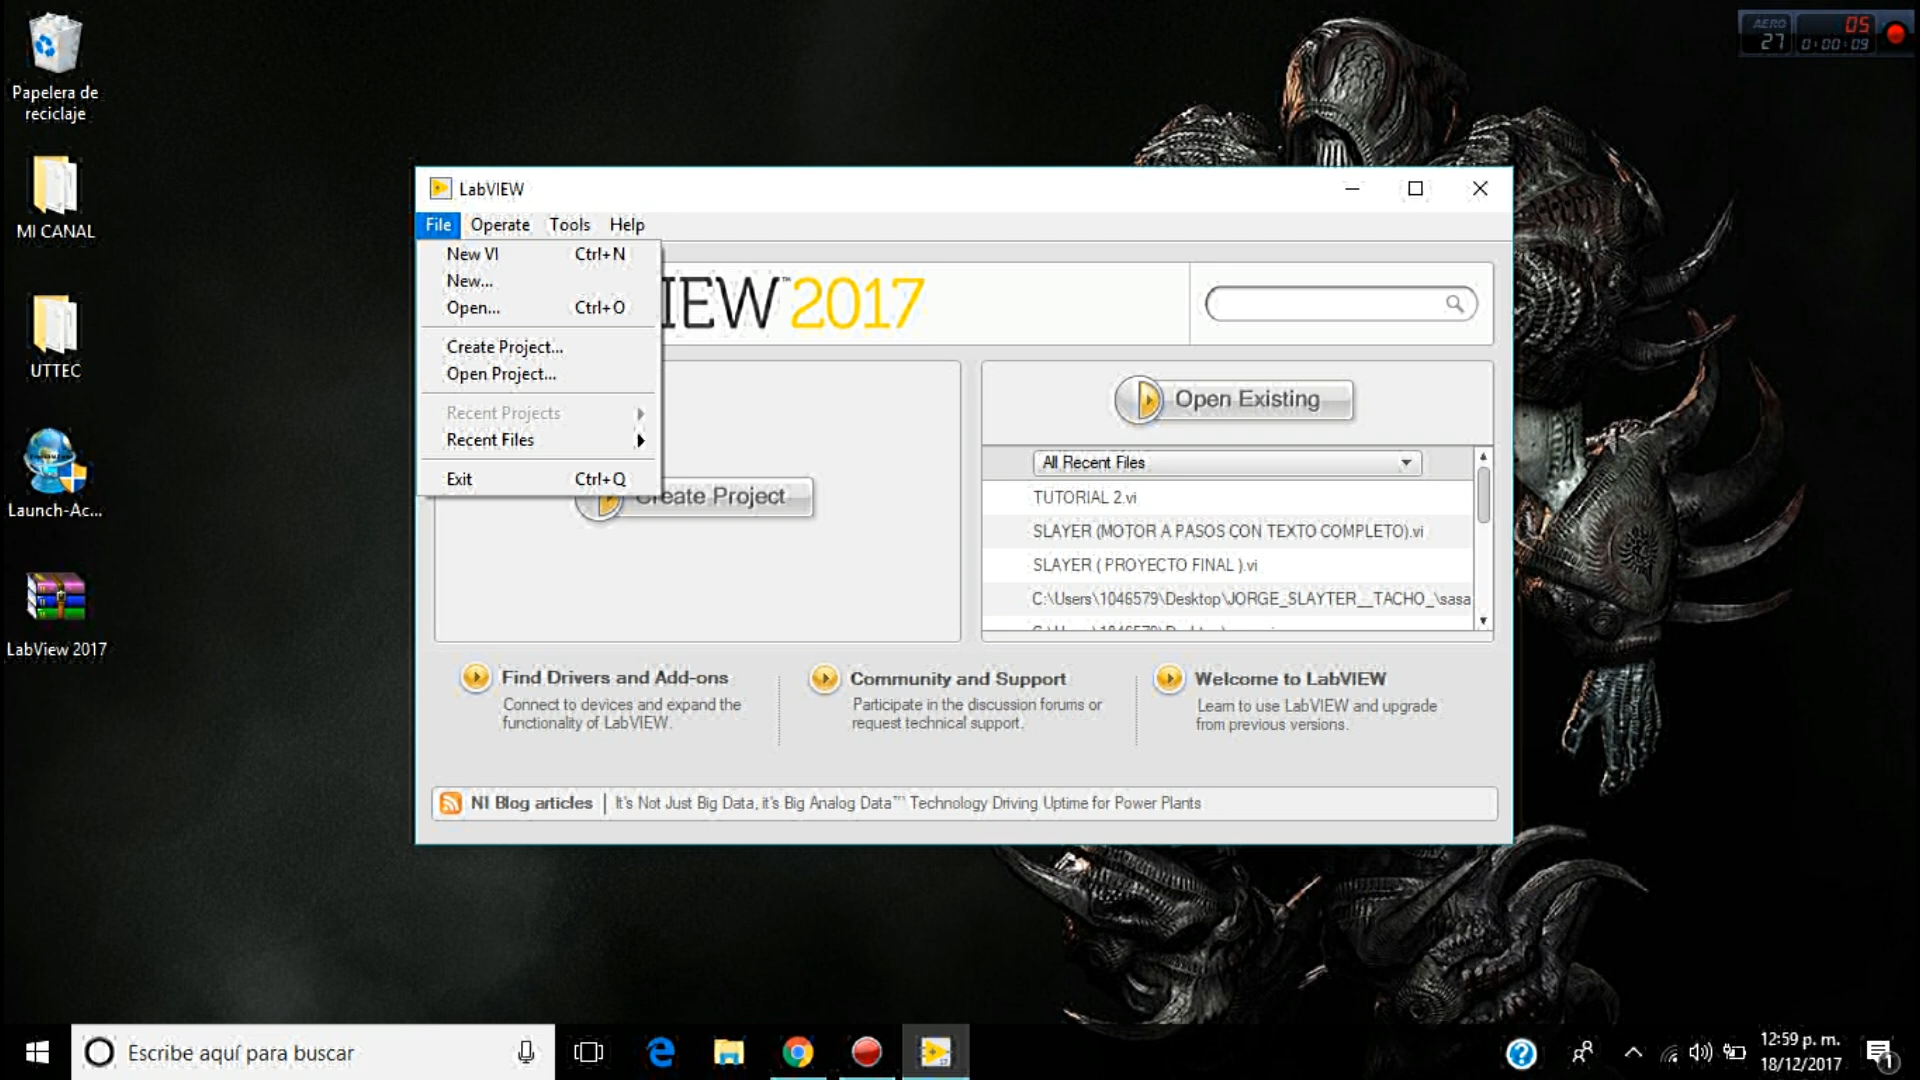 Papelera de
reciclaje
MI CANAL
UTTEC
Launch-Ac...
LabView 2017
AERO
27
05
0:00:09
LabVIEW
File Operate Tools Help
New VI Ctrl+N
New...
Open... Ctrl+O
Create Project...
Open Project...
Recent Projects
Recent Files
Exit Ctrl+Q
IEW™ 2017
Create Project
Open Existing
All Recent Files
TUTORIAL 2.vi
SLAYER (MOTOR A PASOS CON TEXTO COMPLETO).vi
SLAYER ( PROYECTO FINAL ).vi
C:\Users\1046579\Desktop\JORGE_SLAYTER__TACHO_\sasa
Find Drivers and Add-ons
Connect to devices and expand the
functionality of LabVIEW.
Community and Support
Participate in the discussion forums or
request technical support.
Welcome to LabVIEW
Learn to use LabVIEW and upgrade
from previous versions.
NI Blog articles | It's Not Just Big Data, it's Big Analog Data™ Technology Driving Uptime for Power Plants
Escribe aquí para buscar
12:59 p. m.
18/12/2017
1